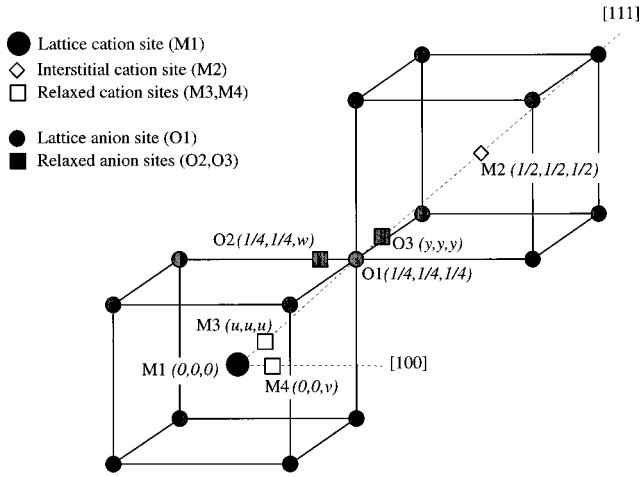 [111]
Lattice cation site (M1)
Interstitial cation site (M2)
Relaxed cation sites (M3,M4)
Lattice anion site (O1)
Relaxed anion sites (O2,O3)
M2 (1/2,1/2,1/2)
O2 (1/4,1/4,w)
O3 (y,y,y)
O1 (1/4,1/4,1/4)
M3 (u,u,u)
M1 (0,0,0)
[100]
M4 (0,0,v)